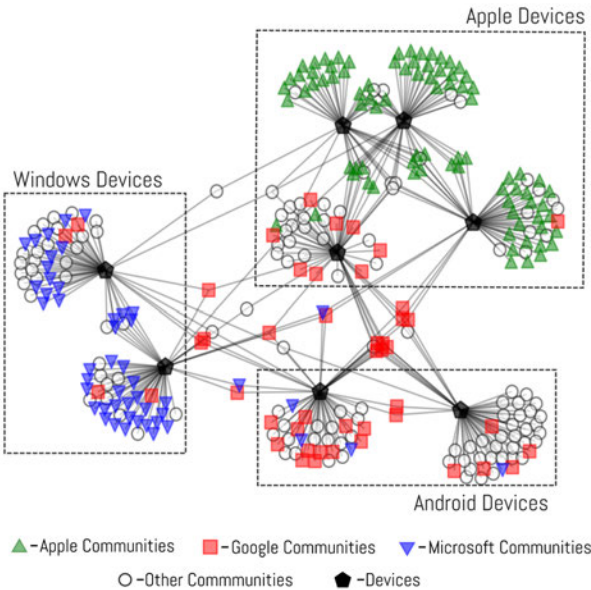 Apple Devices
Windows Devices
Android Devices
-Apple Communities -Google Communities -Microsoft Communities
-Other Commmunities -Devices